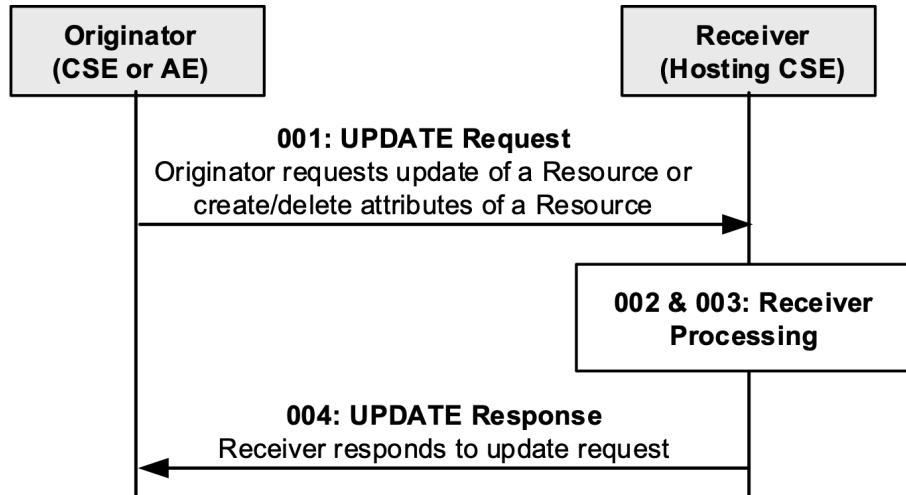 Originator
(CSE or AE)
Receiver
(Hosting CSE)
001: UPDATE Request
Originator requests update of a Resource or
create/delete attributes of a Resource
002 & 003: Receiver
Processing
004: UPDATE Response
Receiver responds to update request